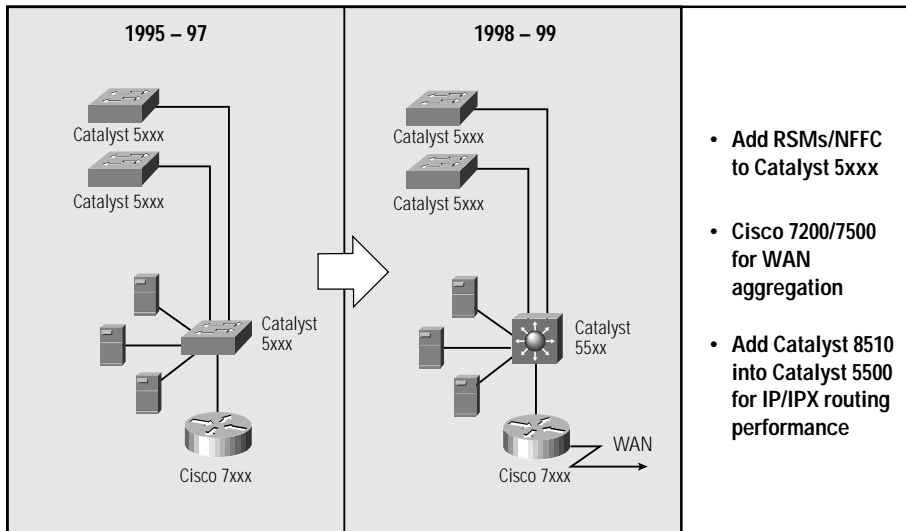 1995 – 97
Catalyst 5xxx
Catalyst 5xxx
Catalyst
5xxx
Cisco 7xxx
1998 – 99
Catalyst 5xxx
Catalyst 5xxx
Catalyst
55xx
WAN
Cisco 7xxx
• Add RSMs/NFFC
to Catalyst 5xxx
• Cisco 7200/7500
for WAN
aggregation
• Add Catalyst 8510
into Catalyst 5500
for IP/IPX routing
performance